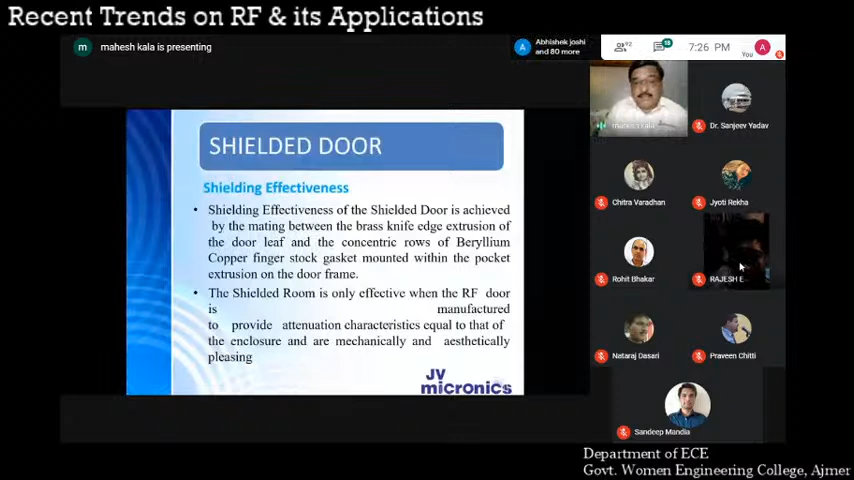 Recent Trends on RF & its Applications
m mahesh kala is presenting
A Abhishek joshi
and 80 more
92
18
7:26 PM
You
A
SHIELDED DOOR
Shielding Effectiveness
• Shielding Effectiveness of the Shielded Door is achieved
by the mating between the brass knife edge extrusion of
the door leaf and the concentric rows of Beryllium
Copper finger stock gasket mounted within the pocket
extrusion on the door frame.
• The Shielded Room is only effective when the RF door
is manufactured
to provide attenuation characteristics equal to that of
the enclosure and are mechanically and aesthetically
pleasing
JV
micronics
mahesh kala
Dr. Sanjeev Yadav
Chitra Varadhan
Jyoti Rekha
Rohit Bhakar
RAJESH E
Nataraj Dasari
Praveen Chitti
Sandeep Mandia
Department of ECE
Govt. Women Engineering College, Ajmer